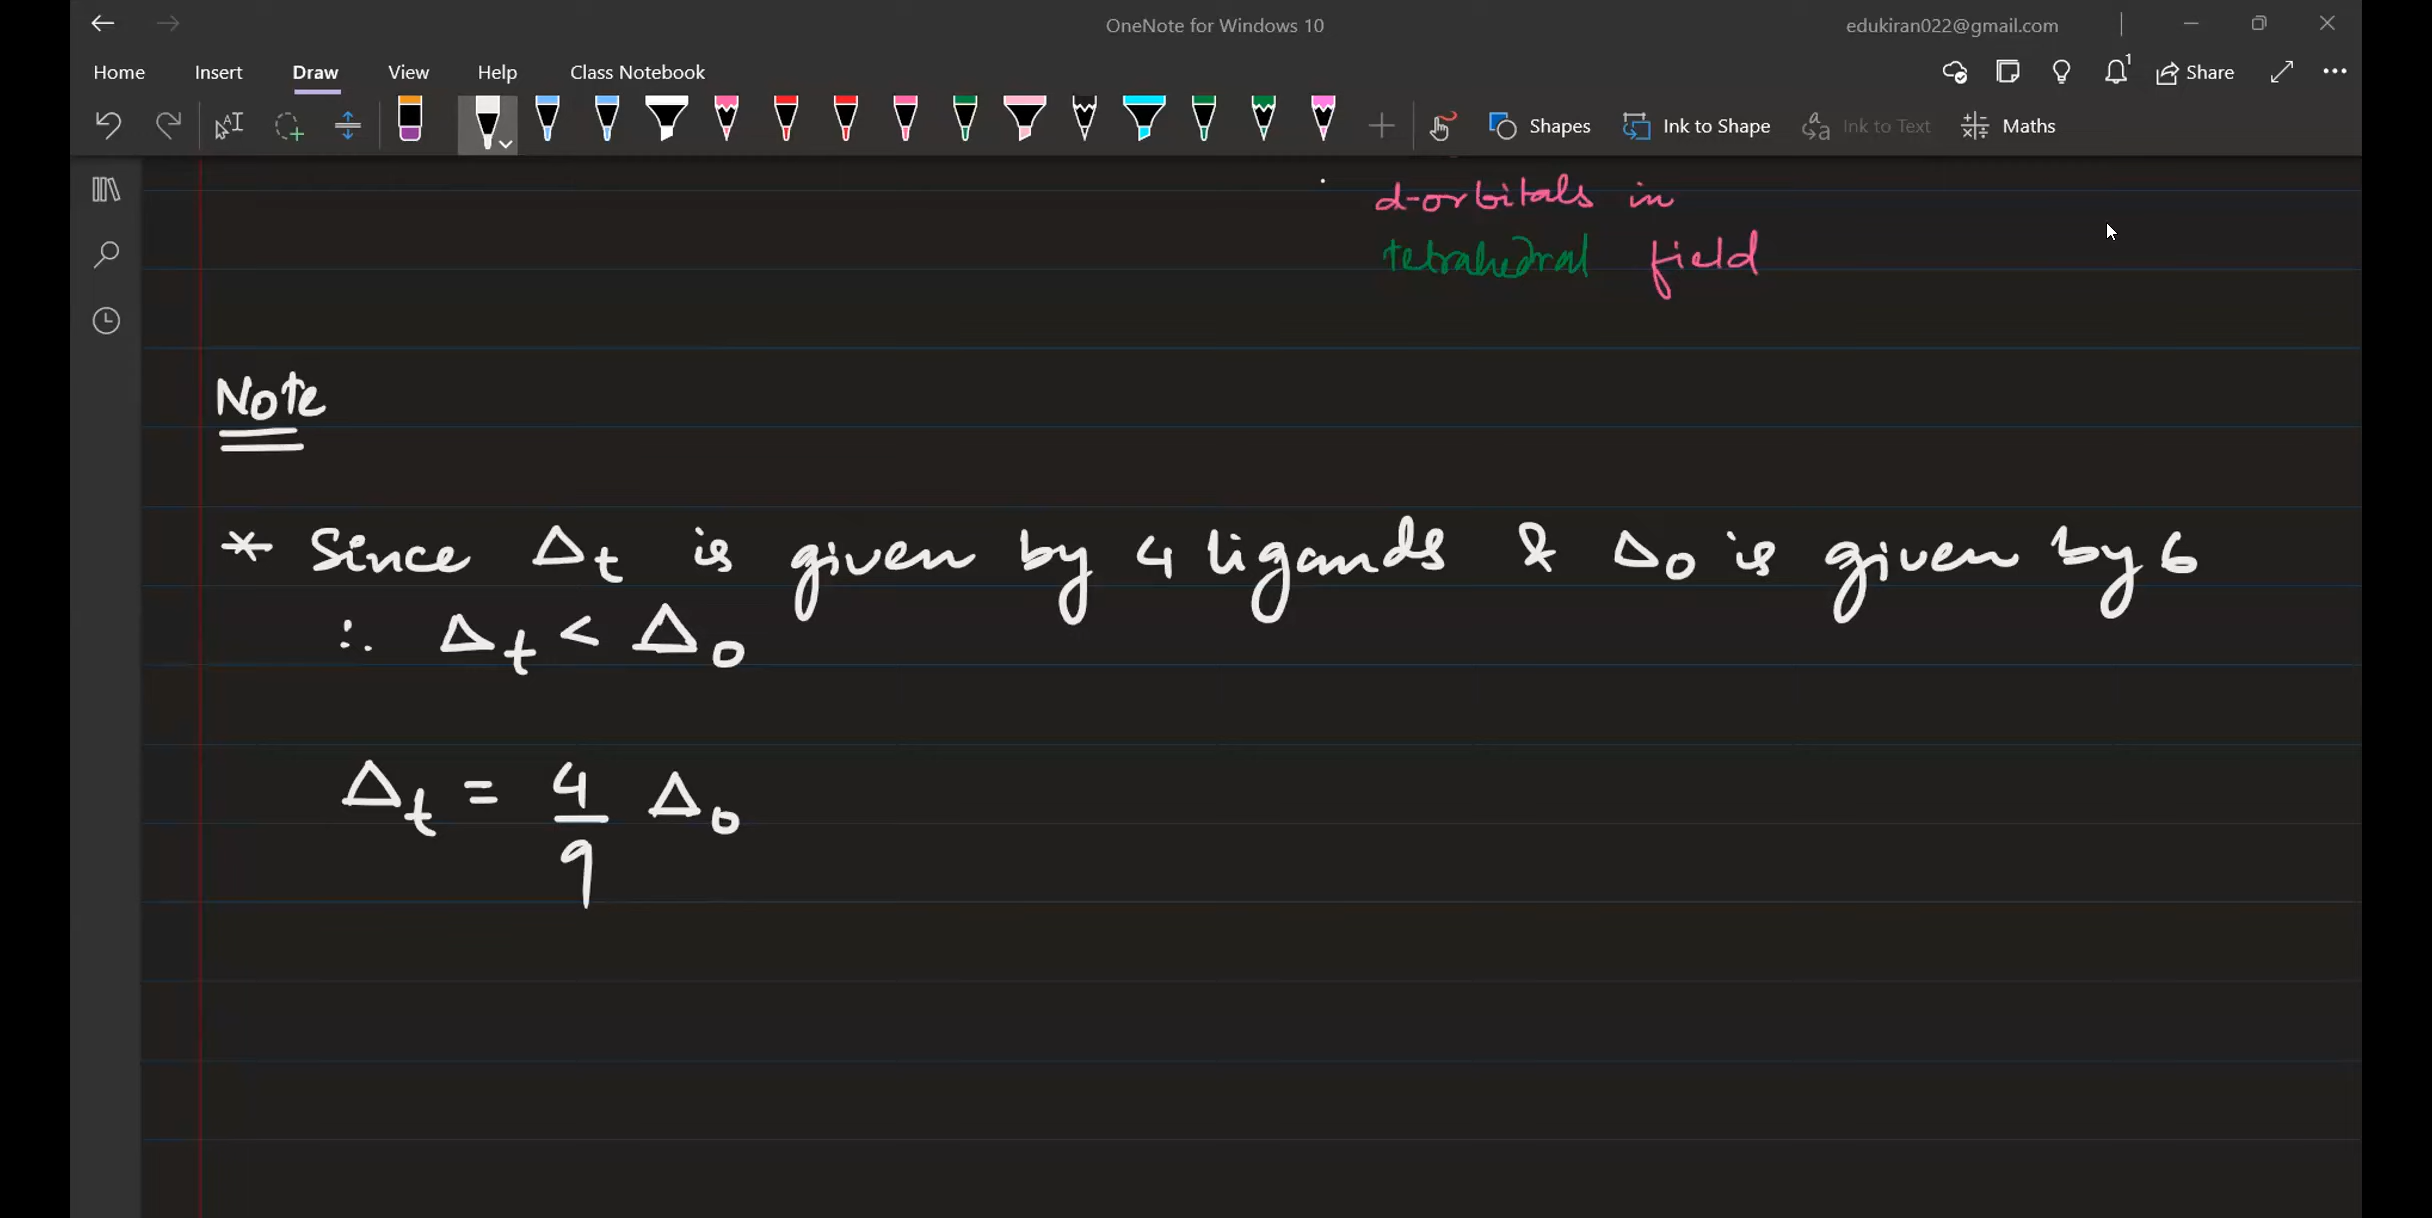 OneNote for Windows 10
edukiran022@gmail.com
Home Insert Draw View Help Class Notebook
1
Share
Shapes Ink to Shape Ink to Text Maths
d-orbitals in
tetrahedral field
Note
* Since Δt is given by 4 ligands & Δo is given by 6
∴ Δt < Δo
Δt = 4/9 Δo